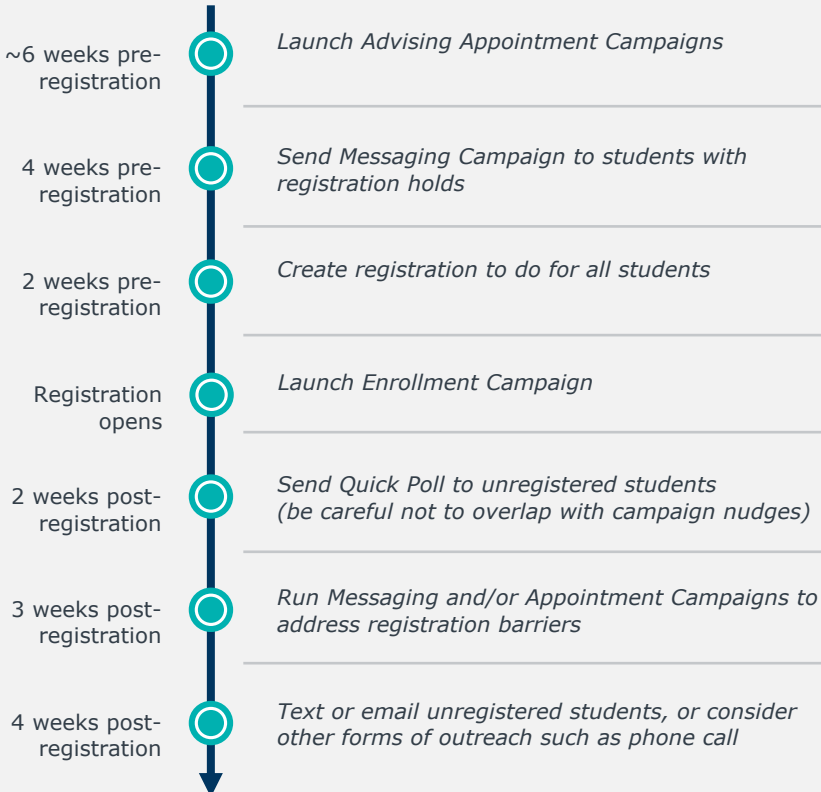 ~6 weeks pre-
registration
Launch Advising Appointment Campaigns
4 weeks pre-
registration
Send Messaging Campaign to students with
registration holds
2 weeks pre-
registration
Create registration to do for all students
Registration
opens
Launch Enrollment Campaign
2 weeks post-
registration
Send Quick Poll to unregistered students
(be careful not to overlap with campaign nudges)
3 weeks post-
registration
Run Messaging and/or Appointment Campaigns to
address registration barriers
4 weeks post-
registration
Text or email unregistered students, or consider
other forms of outreach such as phone call